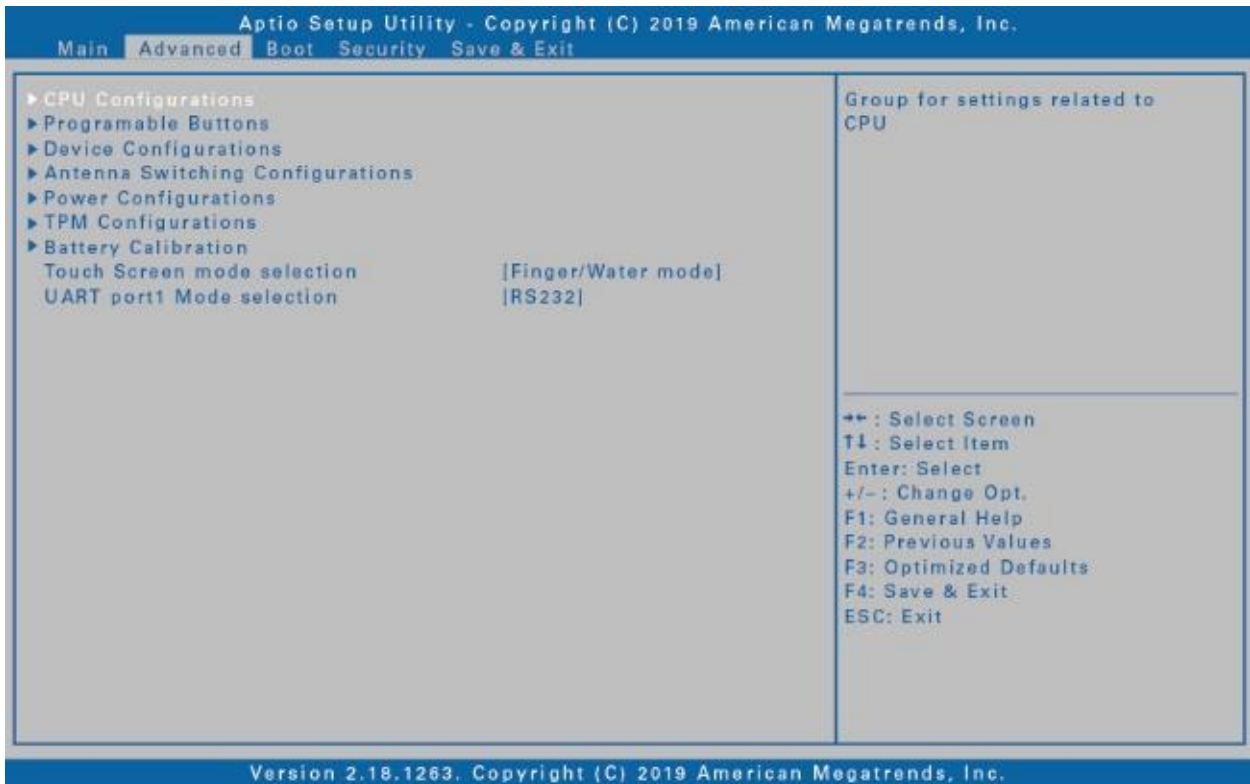 Aptio Setup Utility - Copyright (C) 2019 American Megatrends, Inc.
Main Advanced Boot Security Save & Exit
▶ CPU Configurations
▶ Programable Buttons
▶ Device Configurations
▶ Antenna Switching Configurations
▶ Power Configurations
▶ TPM Configurations
▶ Battery Calibration
Touch Screen mode selection [Finger/Water mode]
UART port1 Mode selection [RS232]
Group for settings related to
CPU
→← : Select Screen
↑↓ : Select Item
Enter: Select
+/- : Change Opt.
F1: General Help
F2: Previous Values
F3: Optimized Defaults
F4: Save & Exit
ESC: Exit
Version 2.18.1263. Copyright (C) 2019 American Megatrends, Inc.